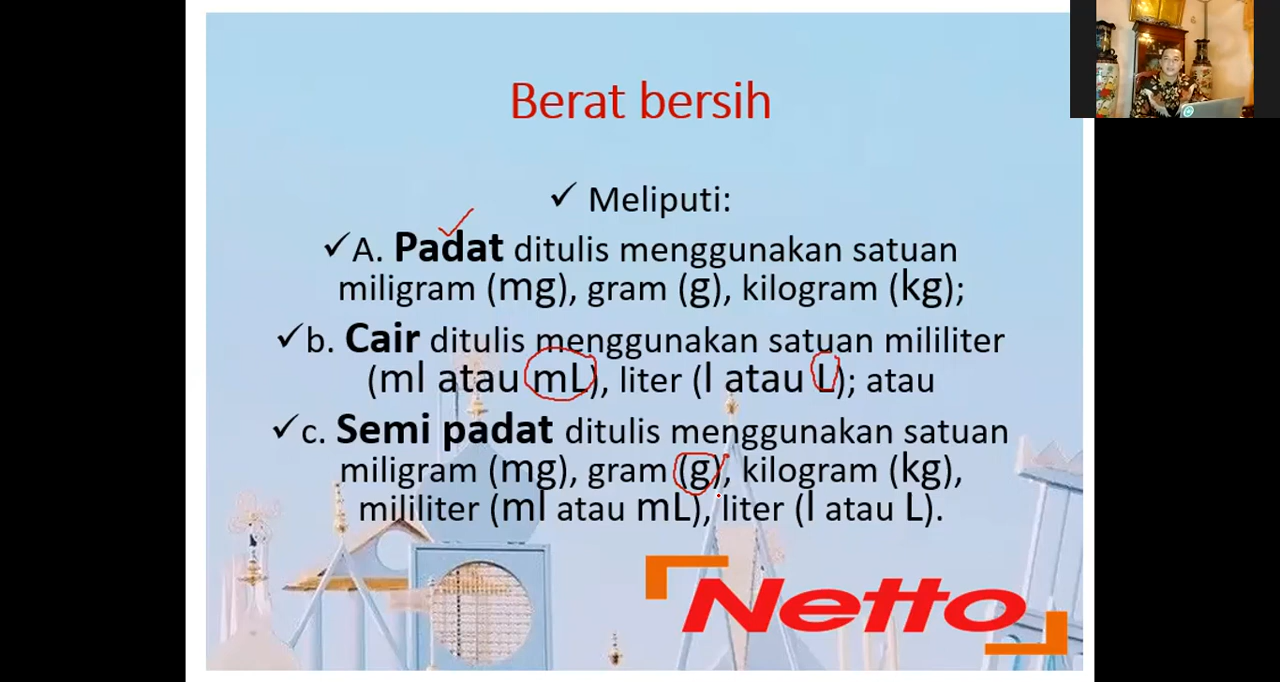 Berat bersih
✓ Meliputi:
✓A. Padat ditulis menggunakan satuan
miligram (mg), gram (g), kilogram (kg);
✓b. Cair ditulis menggunakan satuan mililiter
(ml atau mL), liter (l atau L); atau
✓c. Semi padat ditulis menggunakan satuan
miligram (mg), gram (g), kilogram (kg),
mililiter (ml atau mL), liter (l atau L).
Netto